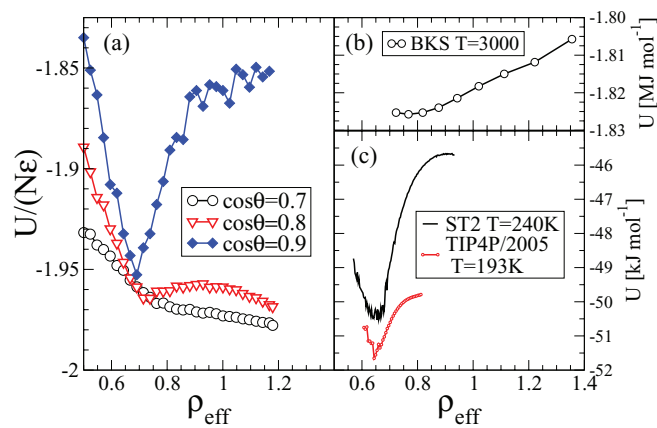 (a)
-1.85
-1.9
-1.95
-2
U/(Nε)
cosθ=0.7
cosθ=0.8
cosθ=0.9
0.6 0.8 1 1.2
ρeff
(b)
BKS T=3000
-1.80
-1.81
-1.82
-1.83
U [MJ mol⁻¹]
(c)
ST2 T=240K
TIP4P/2005
T=193K
-46
-47
-48
-49
-50
-51
U [kJ mol⁻¹]
0.6 0.8 1 1.2 1.4
ρeff